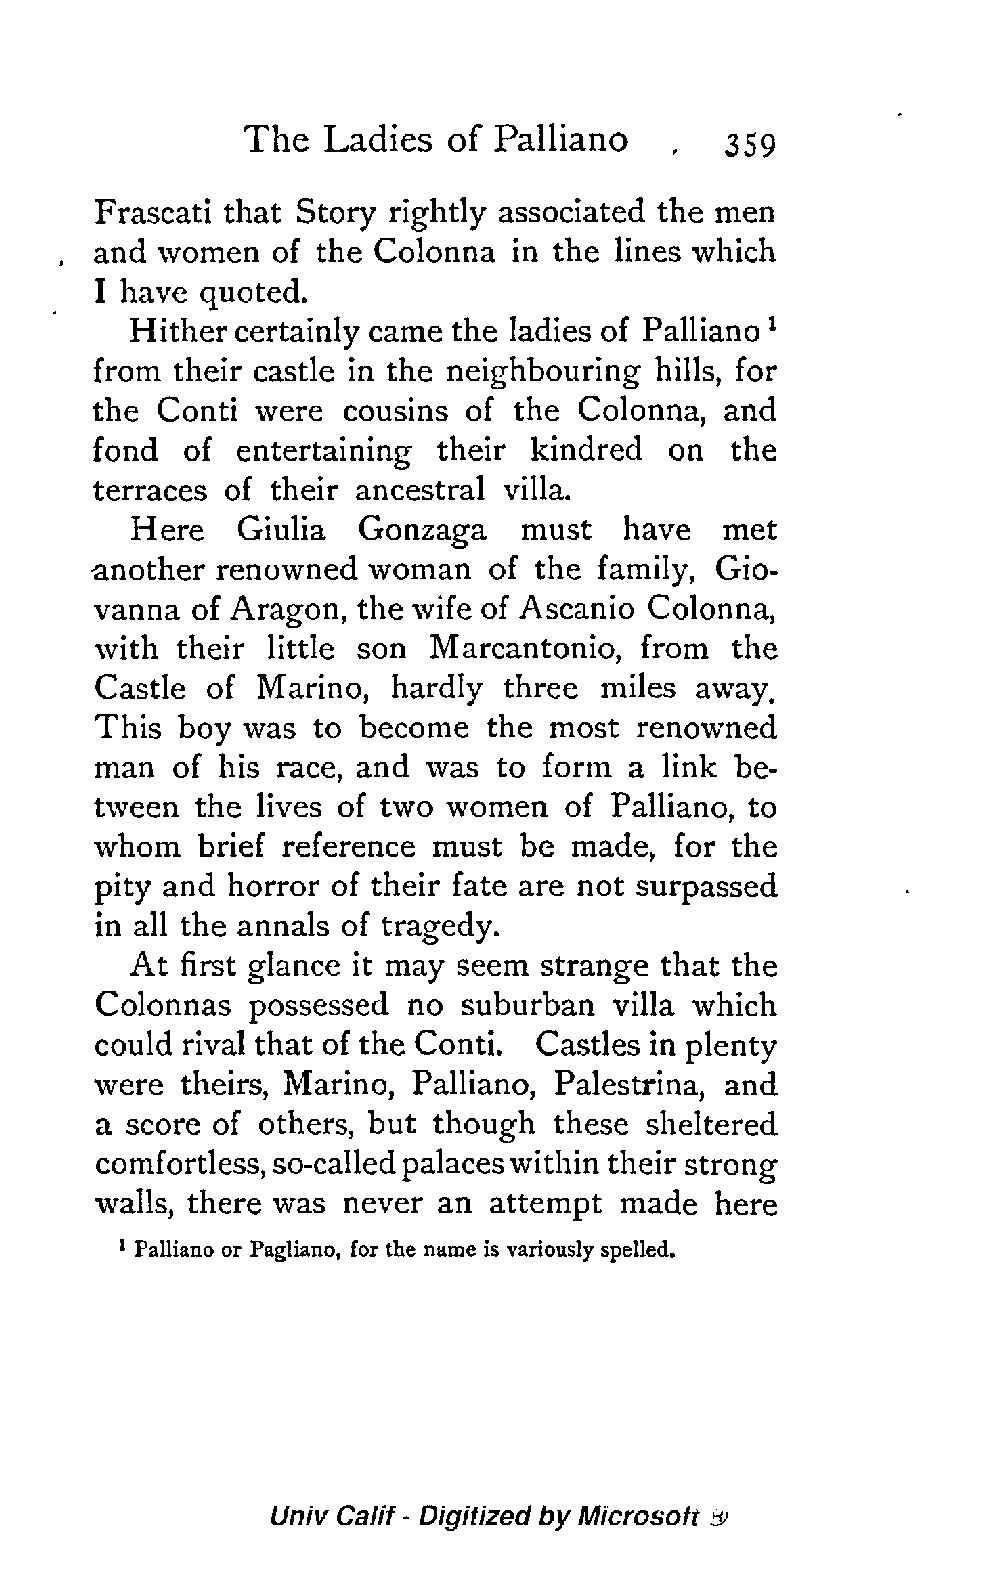 The Ladies of Palliano 359
Frascati that Story rightly associated the men
and women of the Colonna in the lines which
I have quoted.
Hither certainly came the ladies of Palliano ¹
from their castle in the neighbouring hills, for
the Conti were cousins of the Colonna, and
fond of entertaining their kindred on the
terraces of their ancestral villa.
Here Giulia Gonzaga must have met
another renowned woman of the family, Gio-
vanna of Aragon, the wife of Ascanio Colonna,
with their little son Marcantonio, from the
Castle of Marino, hardly three miles away.
This boy was to become the most renowned
man of his race, and was to form a link be-
tween the lives of two women of Palliano, to
whom brief reference must be made, for the
pity and horror of their fate are not surpassed
in all the annals of tragedy.
At first glance it may seem strange that the
Colonnas possessed no suburban villa which
could rival that of the Conti. Castles in plenty
were theirs, Marino, Palliano, Palestrina, and
a score of others, but though these sheltered
comfortless, so-called palaces within their strong
walls, there was never an attempt made here
¹ Palliano or Pagliano, for the name is variously spelled.
Univ Calif - Digitized by Microsoft ®